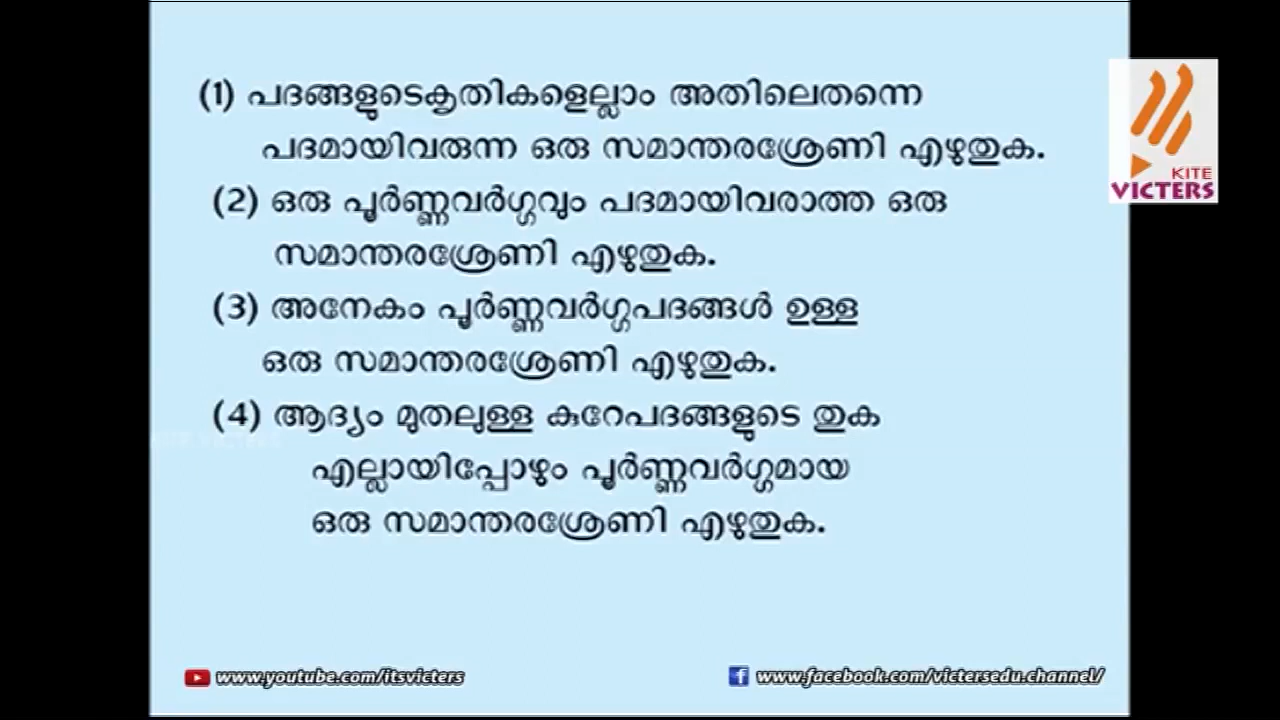 (1) പദങ്ങളുടെകൃതികളെല്ലാം അതിലെതന്നെ
പദമായിവരുന്ന ഒരു സമാന്തരശ്രേണി എഴുതുക.
(2) ഒരു പൂർണ്ണവർഗ്ഗവും പദമായിവരാത്ത ഒരു
സമാന്തരശ്രേണി എഴുതുക.
(3) അനേകം പൂർണ്ണവർഗ്ഗപദങ്ങൾ ഉള്ള
ഒരു സമാന്തരശ്രേണി എഴുതുക.
(4) ആദ്യം മുതലുള്ള കുറേപദങ്ങളുടെ തുക
എല്ലായിപ്പോഴും പൂർണ്ണവർഗ്ഗമായ
ഒരു സമാന്തരശ്രേണി എഴുതുക.
KITE
VICTERS
www.youtube.com/itsvicters
www.facebook.com/victersedu.channel/